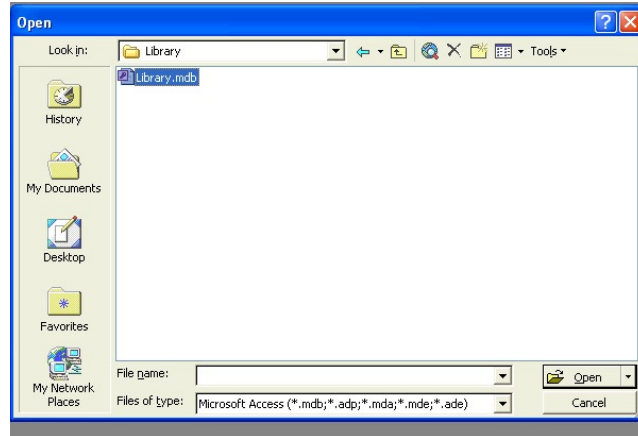 Open
Look in:
Library
Tools
Library.mdb
History
My Documents
Desktop
Favorites
My Network
Places
File name:
Open
Files of type:
Microsoft Access (*.mdb;*.adp;*.mda;*.mde;*.ade)
Cancel